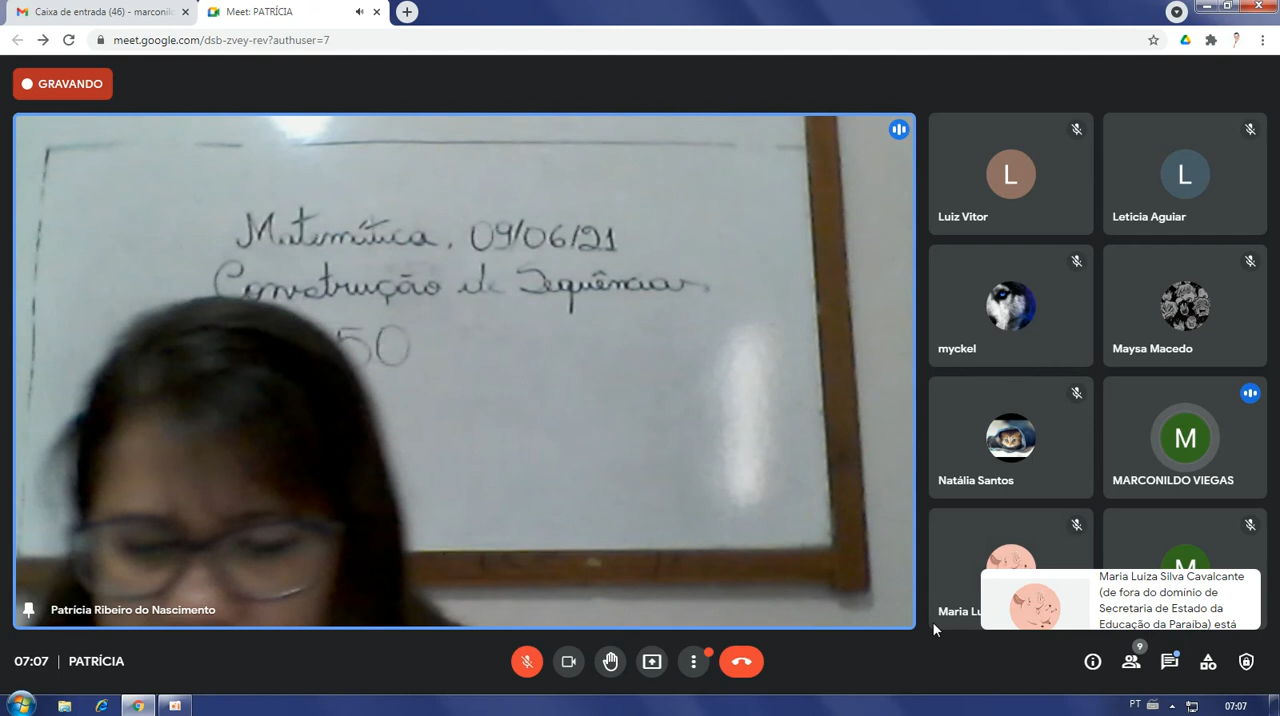 Caixa de entrada (46) - marconil
Meet: PATRÍCIA
meet.google.com/dsb-zvey-rev?authuser=7
GRAVANDO
Matemática, 09/06/21
Construção de Sequências
50
Patrícia Ribeiro do Nascimento
L
Luiz Vitor
L
Leticia Aguiar
myckel
Maysa Macedo
Natália Santos
M
MARCONILDO VIEGAS
Maria Lu
M
Maria Luiza Silva Cavalcante
(de fora do domínio de
Secretaria de Estado da
Educação da Paraíba) está
07:07 | PATRÍCIA
9
PT
07:07